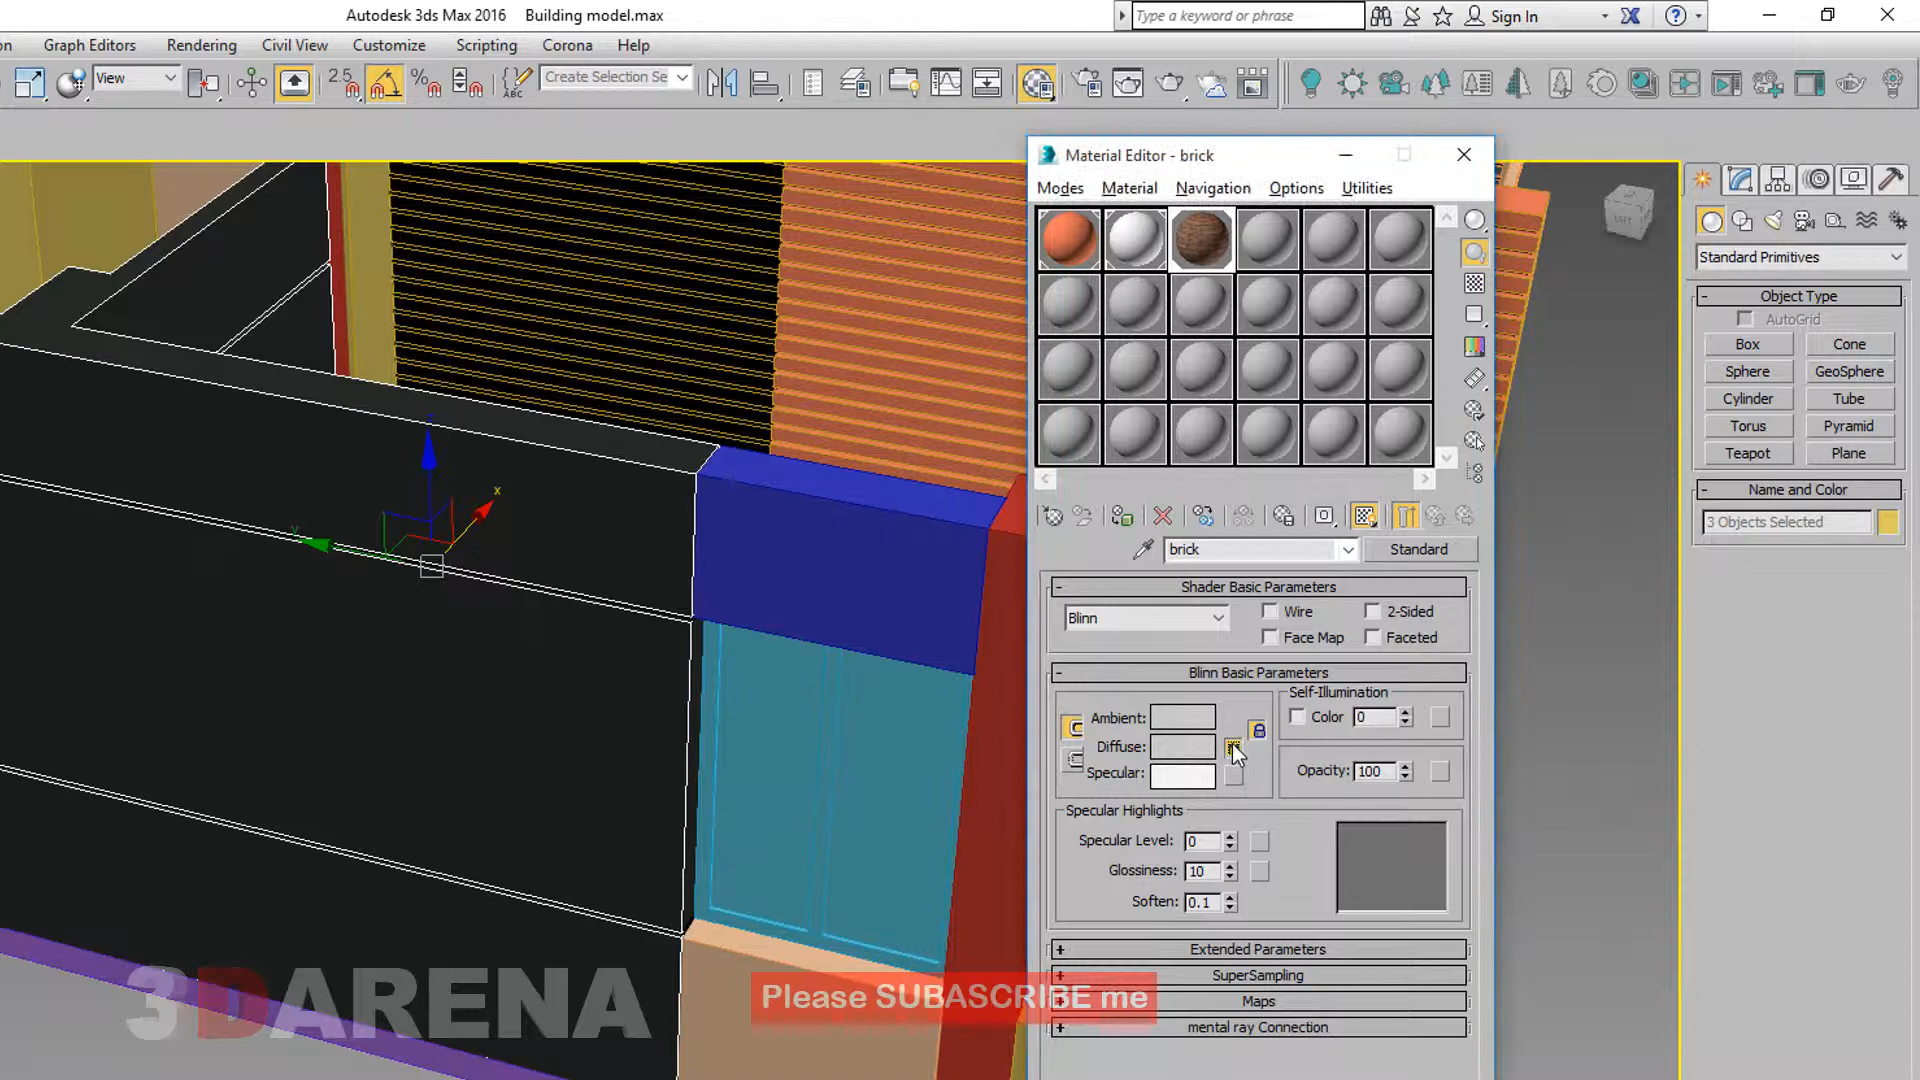 Autodesk 3ds Max 2016 Building model.max
Type a keyword or phrase
Sign In
Graph Editors Rendering Civil View Customize Scripting Corona Help
View
2.5
ABC
Create Selection Se
Material Editor - brick
Modes Material Navigation Options Utilities
LEFT
Standard Primitives
Object Type
AutoGrid
Box Cone
Sphere GeoSphere
Cylinder Tube
Torus Pyramid
Teapot Plane
Name and Color
3 Objects Selected
x
y
brick Standard
Shader Basic Parameters
Blinn Wire 2-Sided
Face Map Faceted
Blinn Basic Parameters
Self-Illumination
Ambient: Color 0
Diffuse:
Specular: Opacity: 100
Specular Highlights
Specular Level: 0
Glossiness: 10
Soften: 0.1
Extended Parameters
SuperSampling
Maps
mental ray Connection
3DARENA
Please SUBASCRIBE me